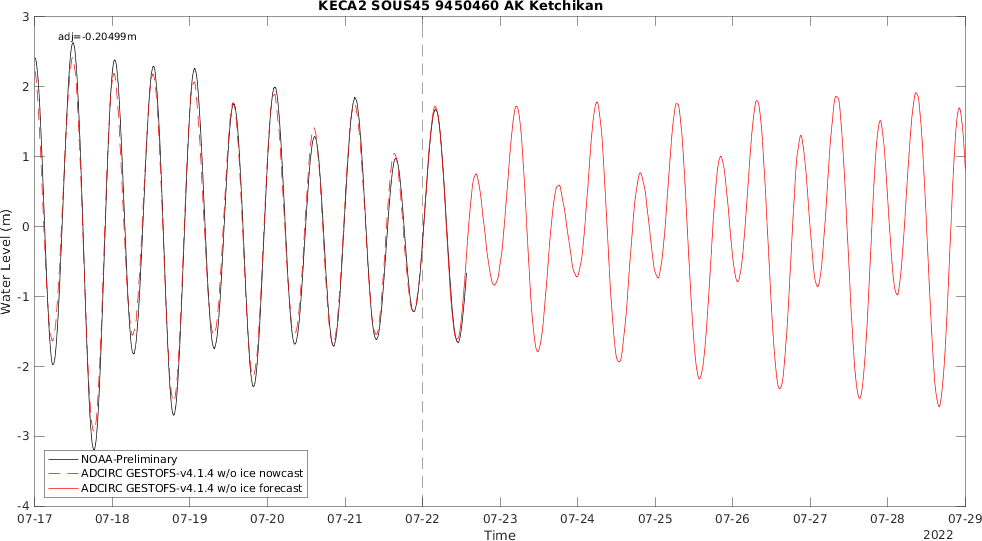 KECA2 SOUS45 9450460 AK Ketchikan
adj=-0.20499m
3
2
1
0
-1
-2
-3
-4
Water Level (m)
NOAA-Preliminary
ADCIRC GESTOFS-v4.1.4 w/o ice nowcast
ADCIRC GESTOFS-v4.1.4 w/o ice forecast
07-17 07-18 07-19 07-20 07-21 07-22 07-23 07-24 07-25 07-26 07-27 07-28 07-29
Time
2022